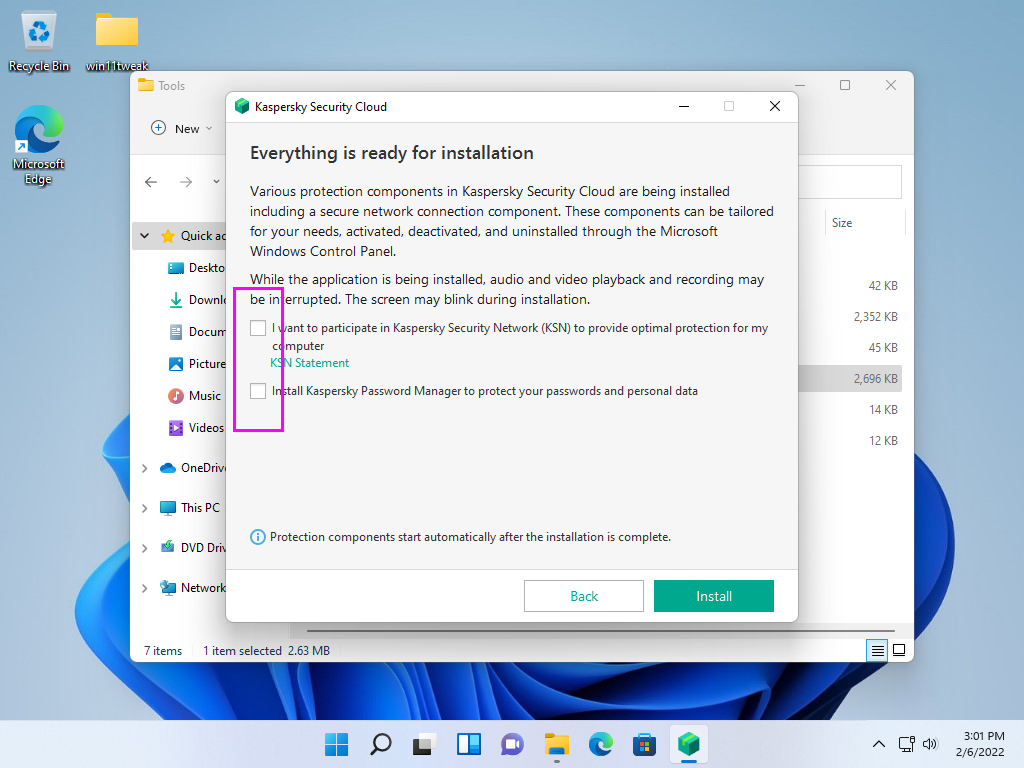 Recycle Bin
win11tweak
Microsoft
Edge
Tools
New
Kaspersky Security Cloud
Everything is ready for installation
Various protection components in Kaspersky Security Cloud are being installed
including a secure network connection component. These components can be tailored
for your needs, activated, deactivated, and uninstalled through the Microsoft
Windows Control Panel.
While the application is being installed, audio and video playback and recording may
be interrupted. The screen may blink during installation.
I want to participate in Kaspersky Security Network (KSN) to provide optimal protection for my
computer
KSN Statement
Install Kaspersky Password Manager to protect your passwords and personal data
Protection components start automatically after the installation is complete.
Back
Install
Quick ac
Deskto
Downl
Docum
Picture
Music
Videos
OneDrive
This PC
DVD Driv
Network
Size
42 KB
2,352 KB
45 KB
2,696 KB
14 KB
12 KB
7 items
1 item selected 2.63 MB
3:01 PM
2/6/2022